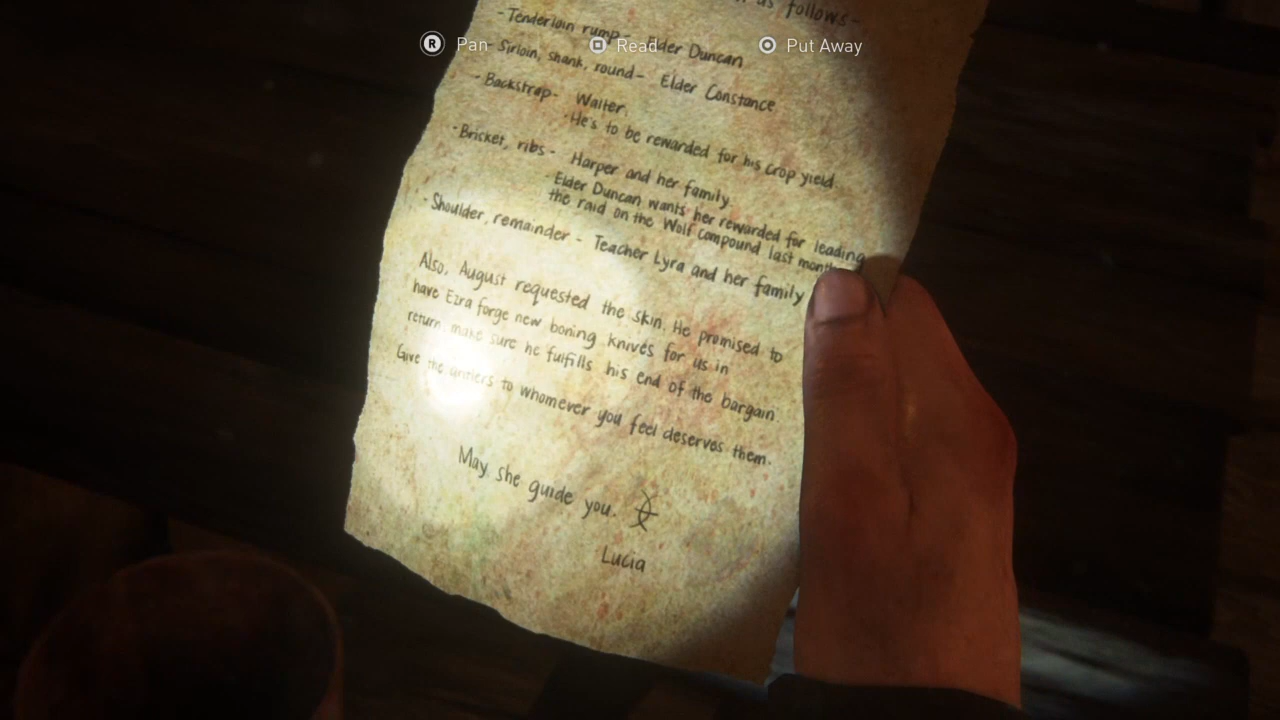 as follows-
Pan Read Put Away
-Tenderloin rump- Elder Duncan
- Sirloin, shank, round- Elder Constance
- Backstrap- Walter.
·He's to be rewarded for his crop yield.
·Brisket, ribs - Harper and her family.
Elder Duncan wants her rewarded for leading
the raid on the Wolf compound last month.
-Shoulder, remainder - Teacher Lyra and her family
Also, August requested the skin. He promised to
have Ezra forge new boning knives for us in
return. make sure he fulfills his end of the bargain.
Give the antlers to whomever you feel deserves them.
May she guide you.
Lucia